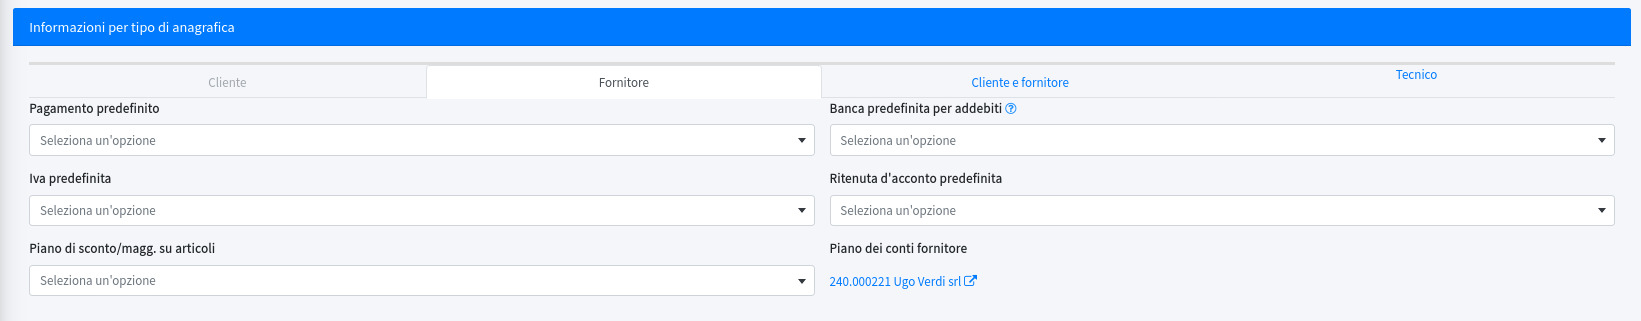 Informazioni per tipo di anagrafica
Cliente
Fornitore
Cliente e fornitore
Tecnico
Pagamento predefinito
Banca predefinita per addebiti
Seleziona un'opzione
Seleziona un'opzione
Iva predefinita
Ritenuta d'acconto predefinita
Seleziona un'opzione
Seleziona un'opzione
Piano di sconto/magg. su articoli
Piano dei conti fornitore
Seleziona un'opzione
240.000221 Ugo Verdi srl